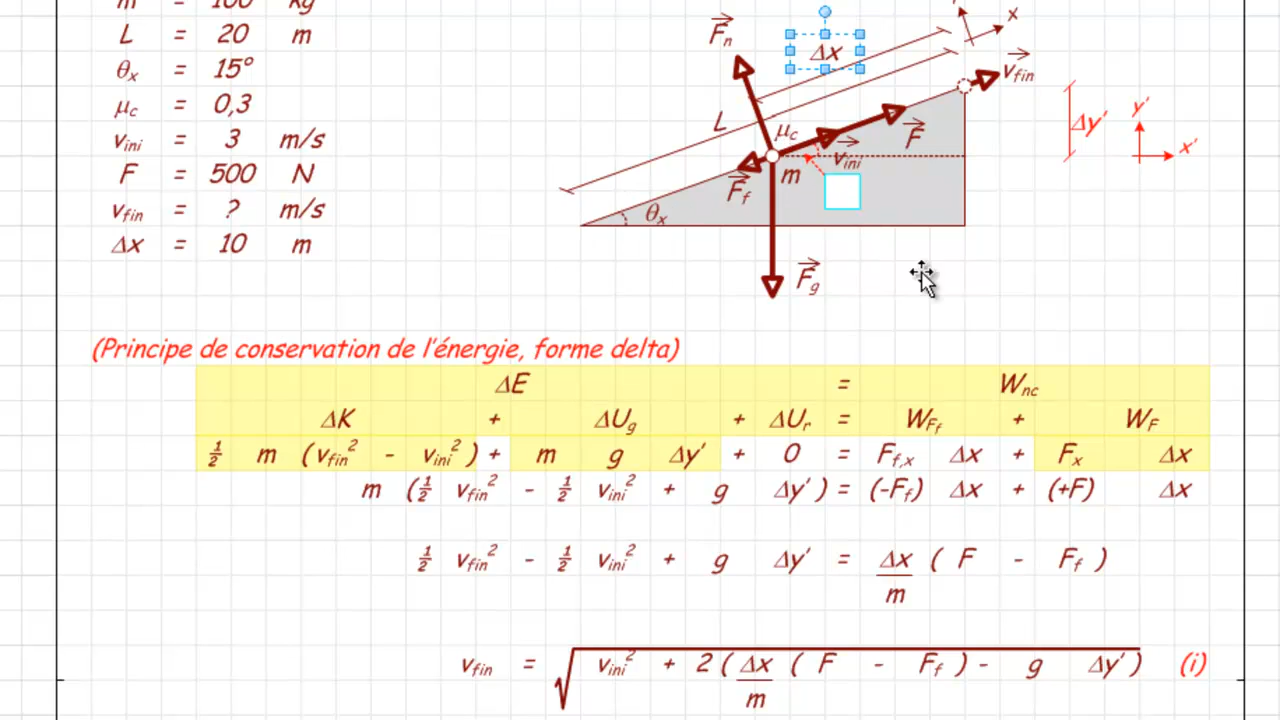 m = 100 kg
L = 20 m
θx = 15°
μc = 0,3
vini = 3 m/s
F = 500 N
vfin = ? m/s
Δx = 10 m
x
Fn
Δx
vfin
L
μc
F
Δy'
y'
x'
vini
Ff
m
θx
Fg
(Principe de conservation de l'énergie, forme delta)
ΔE = Wnc
ΔK + ΔUg + ΔUr = WFf + WF
½ m (vfin² - vini²) + m g Δy' + 0 = Ff,x Δx + Fx Δx
m (½ vfin² - ½ vini² + g Δy') = (-Ff) Δx + (+F) Δx
½ vfin² - ½ vini² + g Δy' = Δx/m (F - Ff)
vfin = √(vini² + 2(Δx/m (F - Ff) - g Δy')) (i)